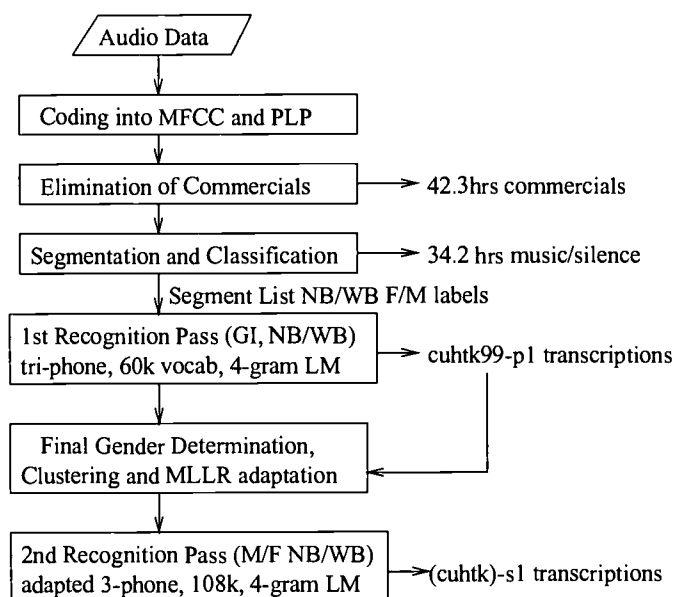 Audio Data
Coding into MFCC and PLP
Elimination of Commercials
42.3hrs commercials
Segmentation and Classification
34.2 hrs music/silence
Segment List NB/WB F/M labels
1st Recognition Pass (GI, NB/WB)
tri-phone, 60k vocab, 4-gram LM
cuhtk99-p1 transcriptions
Final Gender Determination,
Clustering and MLLR adaptation
2nd Recognition Pass (M/F NB/WB)
adapted 3-phone, 108k, 4-gram LM
(cuhtk)-s1 transcriptions